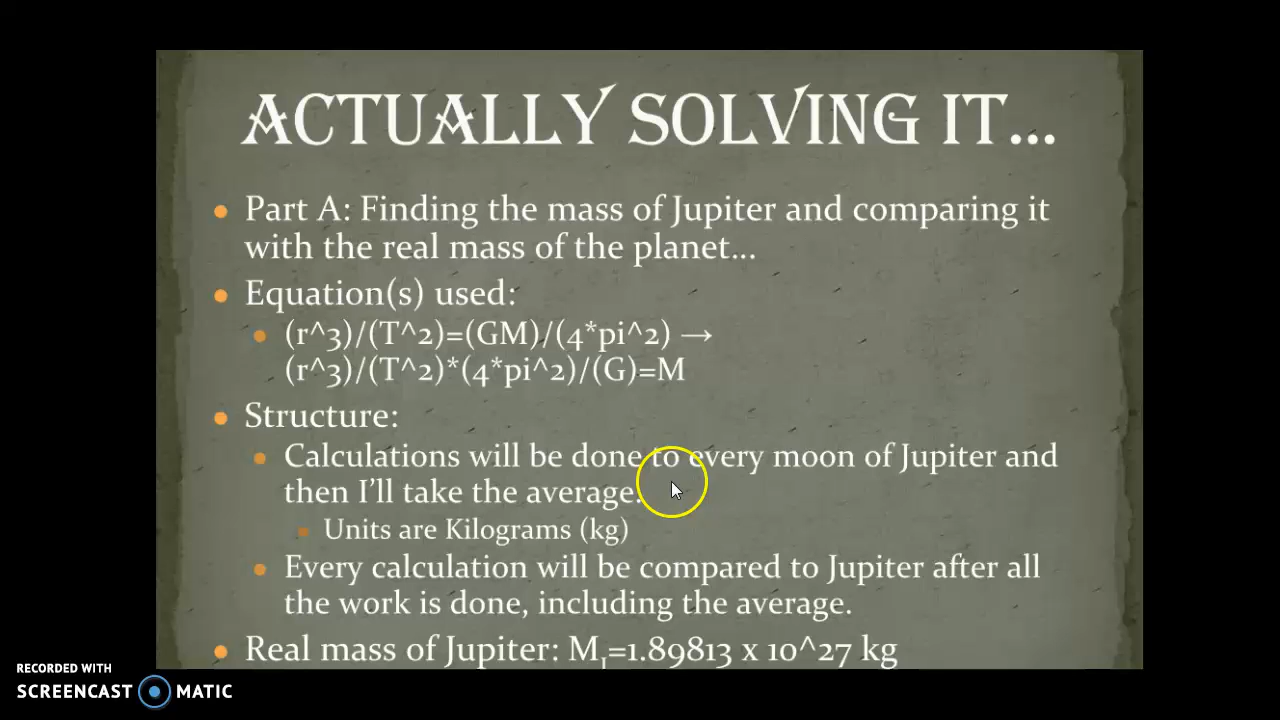 ACTUALLY SOLVING IT...
• Part A: Finding the mass of Jupiter and comparing it
with the real mass of the planet...
• Equation(s) used:
• (r^3)/(T^2)=(GM)/(4*pi^2) →
(r^3)/(T^2)*(4*pi^2)/(G)=M
• Structure:
• Calculations will be done to every moon of Jupiter and
then I'll take the average.
▪ Units are Kilograms (kg)
• Every calculation will be compared to Jupiter after all
the work is done, including the average.
• Real mass of Jupiter: MJ=1.89813 x 10^27 kg
RECORDED WITH
SCREENCAST MATIC